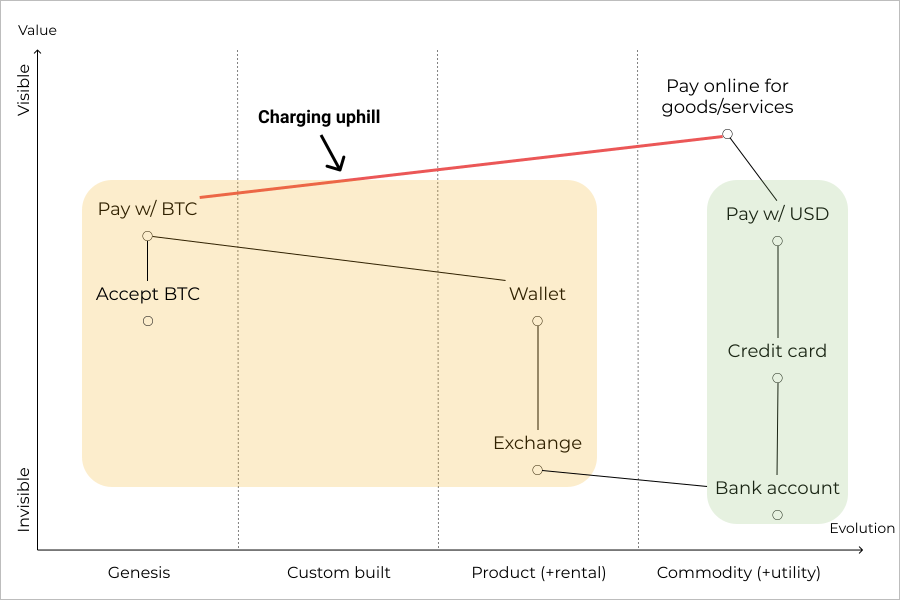 Value
Visible
Invisible
Charging uphill
Pay online for
goods/services
Pay w/ BTC
Pay w/ USD
Accept BTC
Wallet
Credit card
Exchange
Bank account
Evolution
Genesis
Custom built
Product (+rental)
Commodity (+utility)